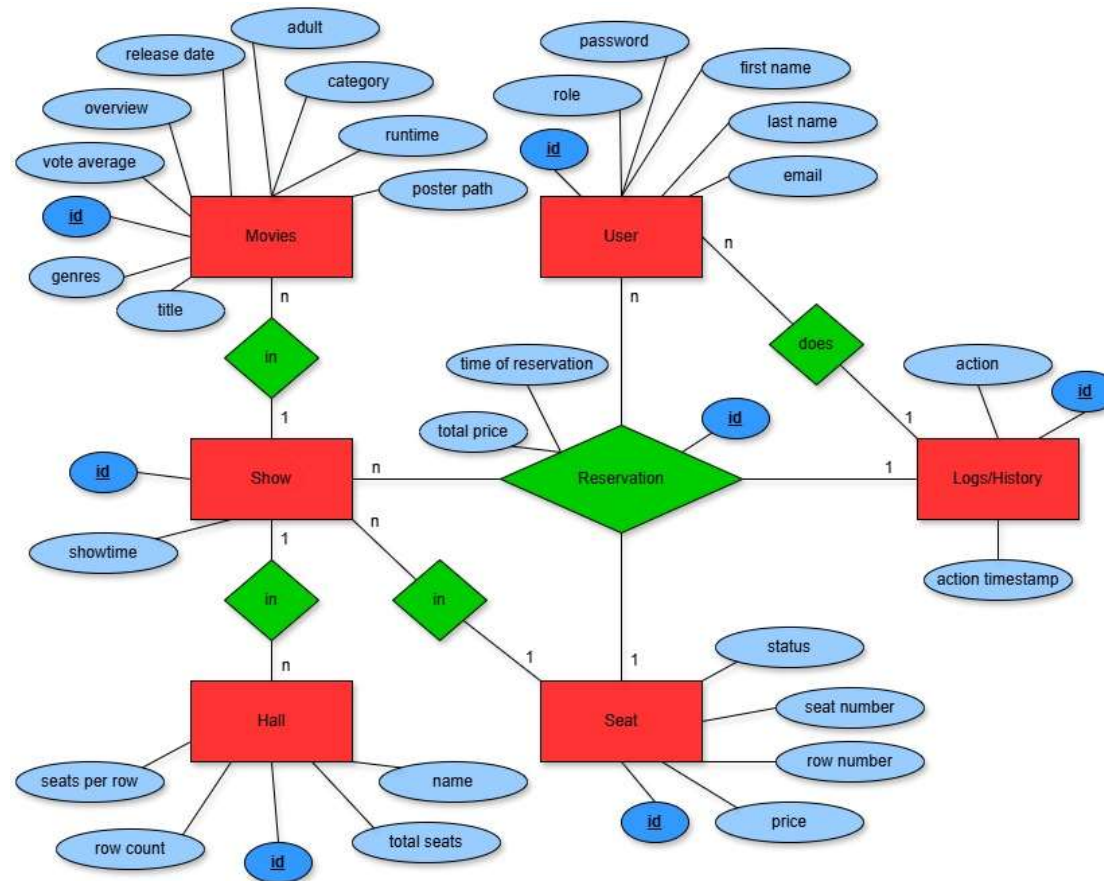 adult
release date
category
overview
runtime
vote average
poster path
id
Movies
genres
title
n
in
1
password
first name
role
last name
id
email
User
n
n
does
1
action
id
Logs/History
action timestamp
time of reservation
total price
id
n
Reservation
1
id
Show
showtime
1
in
n
n
in
1
1
Hall
seats per row
name
row count
total seats
id
Seat
status
seat number
row number
price
id